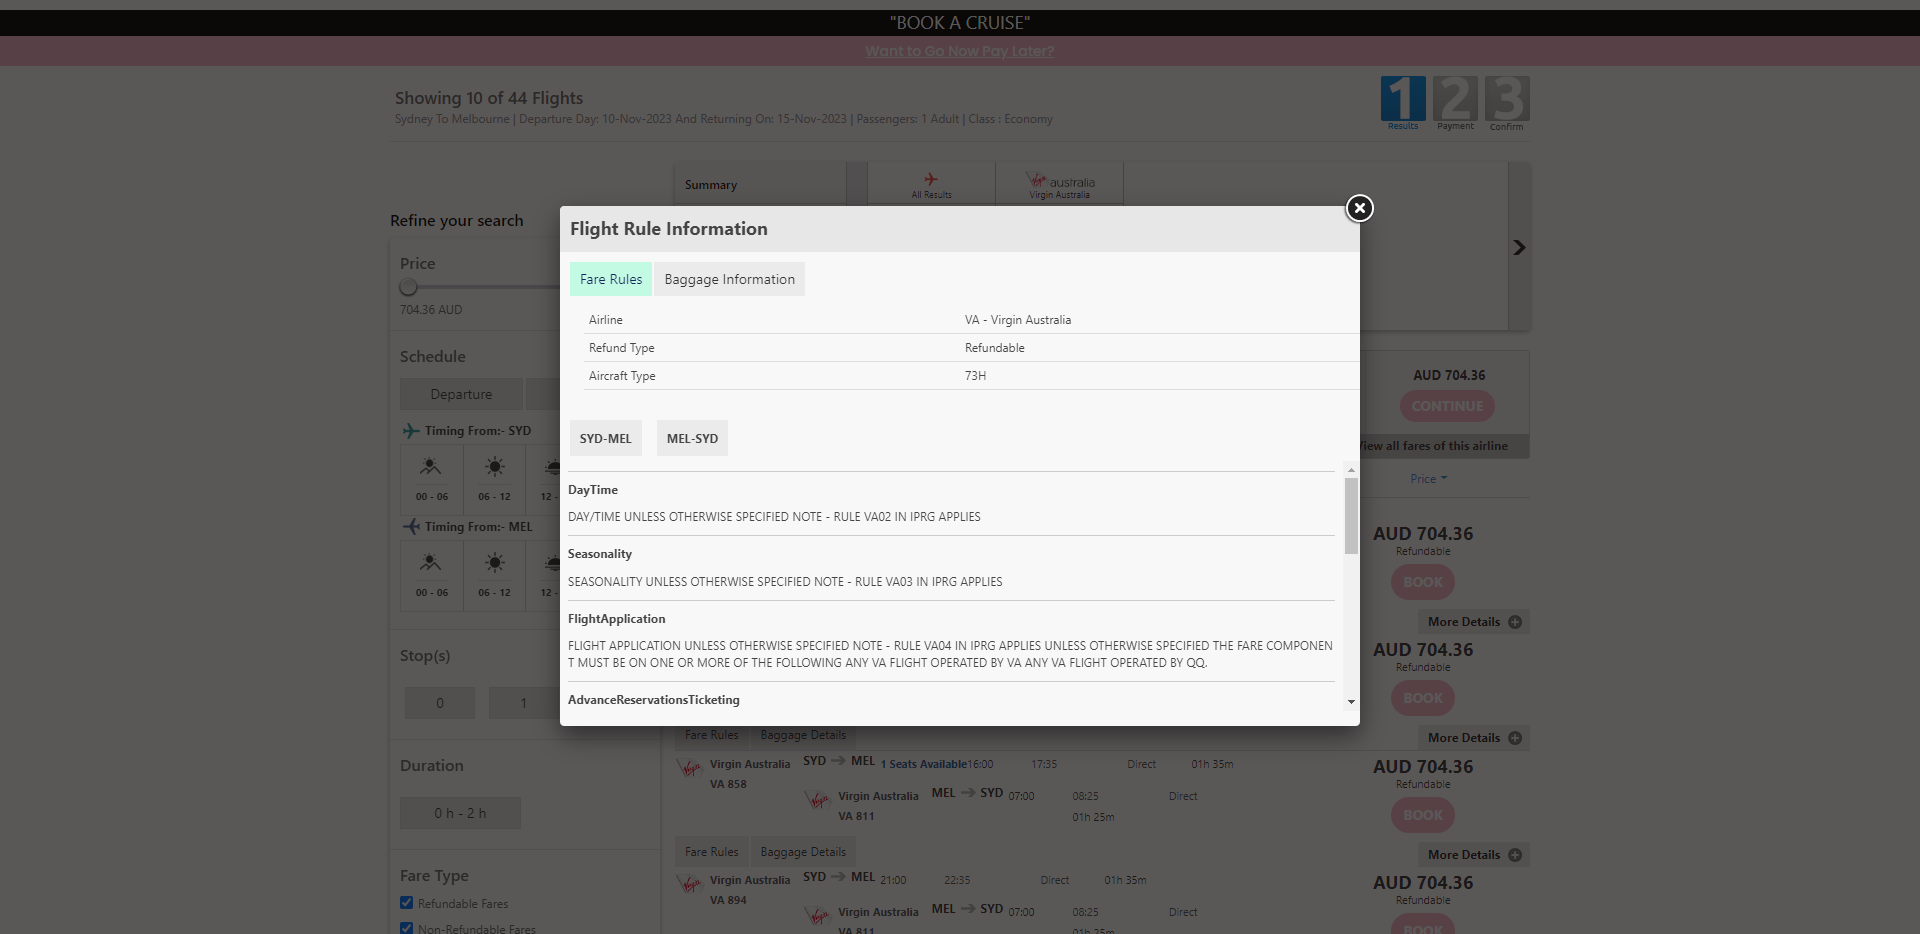 "BOOK A CRUISE"
Want to Go Now Pay Later?
Showing 10 of 44 Flights
Sydney To Melbourne | Departure Day: 10-Nov-2023 And Returning On: 15-Nov-2023 | Passengers: 1 Adult | Class : Economy
1 2 3
Results Payment Confirm
Summary
All Results
Virgin australia
Virgin Australia
Refine your search
Price
704.36 AUD
Schedule
Departure
Timing From:- SYD
00 - 06 06 - 12 12 -
Timing From:- MEL
00 - 06 06 - 12 12 -
Stop(s)
0 1
Duration
0 h - 2 h
Fare Type
Refundable Fares
Non-Refundable Fares
Flight Rule Information
Fare Rules Baggage Information
Airline VA - Virgin Australia
Refund Type Refundable
Aircraft Type 73H
SYD-MEL MEL-SYD
DayTime
DAY/TIME UNLESS OTHERWISE SPECIFIED NOTE - RULE VA02 IN IPRG APPLIES
Seasonality
SEASONALITY UNLESS OTHERWISE SPECIFIED NOTE - RULE VA03 IN IPRG APPLIES
FlightApplication
FLIGHT APPLICATION UNLESS OTHERWISE SPECIFIED NOTE - RULE VA04 IN IPRG APPLIES UNLESS OTHERWISE SPECIFIED THE FARE COMPONEN
T MUST BE ON ONE OR MORE OF THE FOLLOWING ANY VA FLIGHT OPERATED BY VA ANY VA FLIGHT OPERATED BY QQ.
AdvanceReservationsTicketing
AUD 704.36
CONTINUE
View all fares of this airline
Price
AUD 704.36
Refundable
BOOK
More Details
AUD 704.36
Refundable
BOOK
Fare Rules Baggage Details More Details
Virgin Australia SYD MEL 1 Seats Available 16:00 17:35 Direct 01h 35m AUD 704.36
VA 858 Refundable
Virgin Australia MEL SYD 07:00 08:25 Direct
VA 811 01h 25m BOOK
Fare Rules Baggage Details More Details
Virgin Australia SYD MEL 21:00 22:35 Direct 01h 35m AUD 704.36
VA 894 Refundable
Virgin Australia MEL SYD 07:00 08:25 Direct
VA 811 01h 25m BOOK